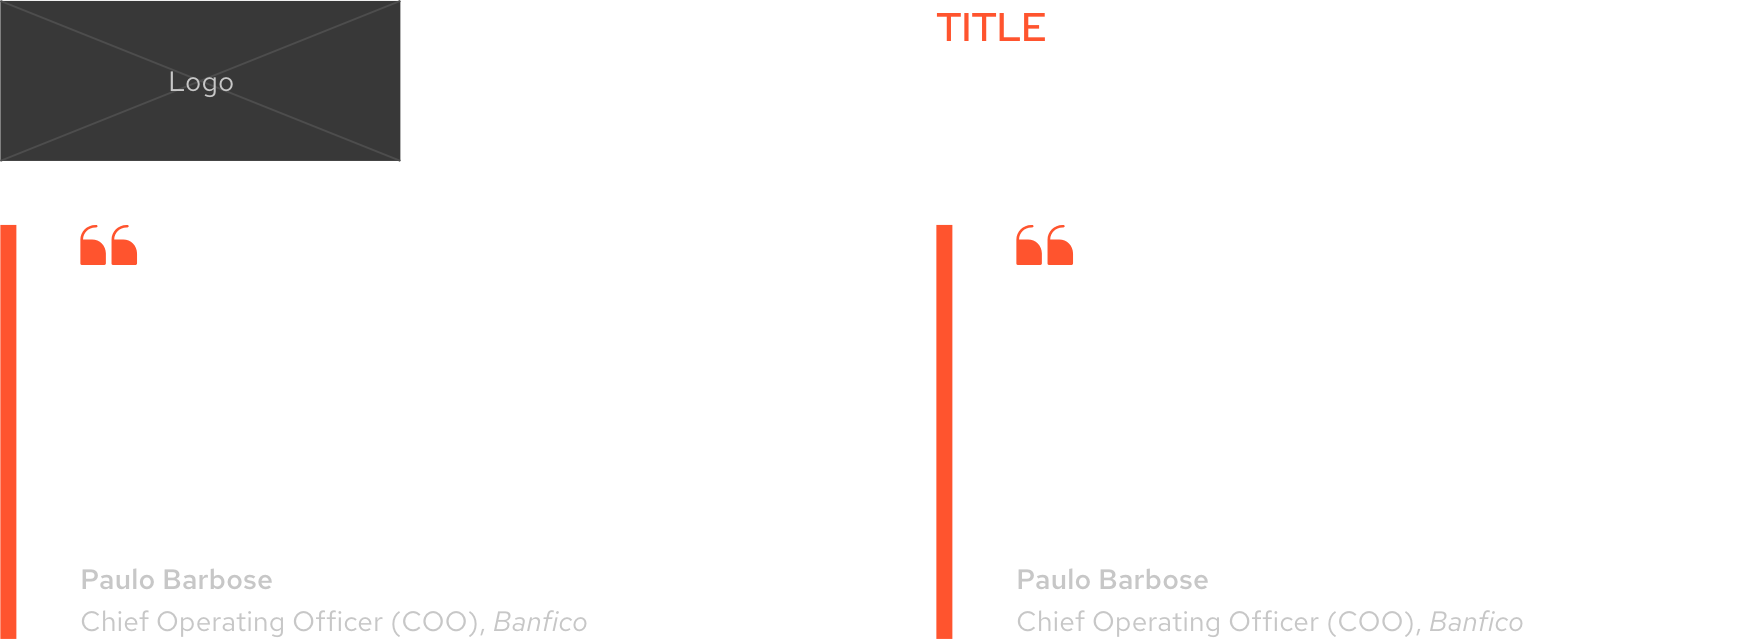 Logo
TITLE
Paulo Barbose
Chief Operating Officer (COO), Banfico
Paulo Barbose
Chief Operating Officer (COO), Banfico